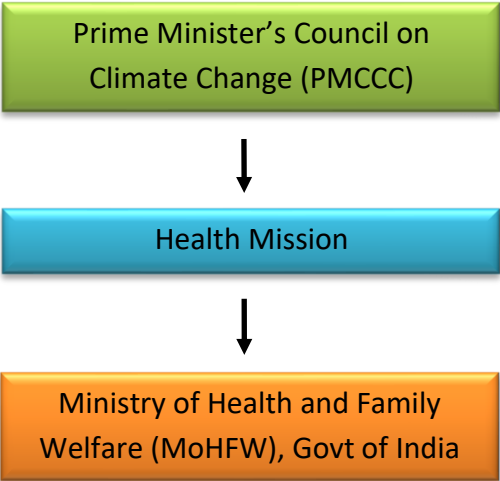 Prime Minister’s Council on
Climate Change (PMCCC)
Health Mission
Ministry of Health and Family
Welfare (MoHFW), Govt of India